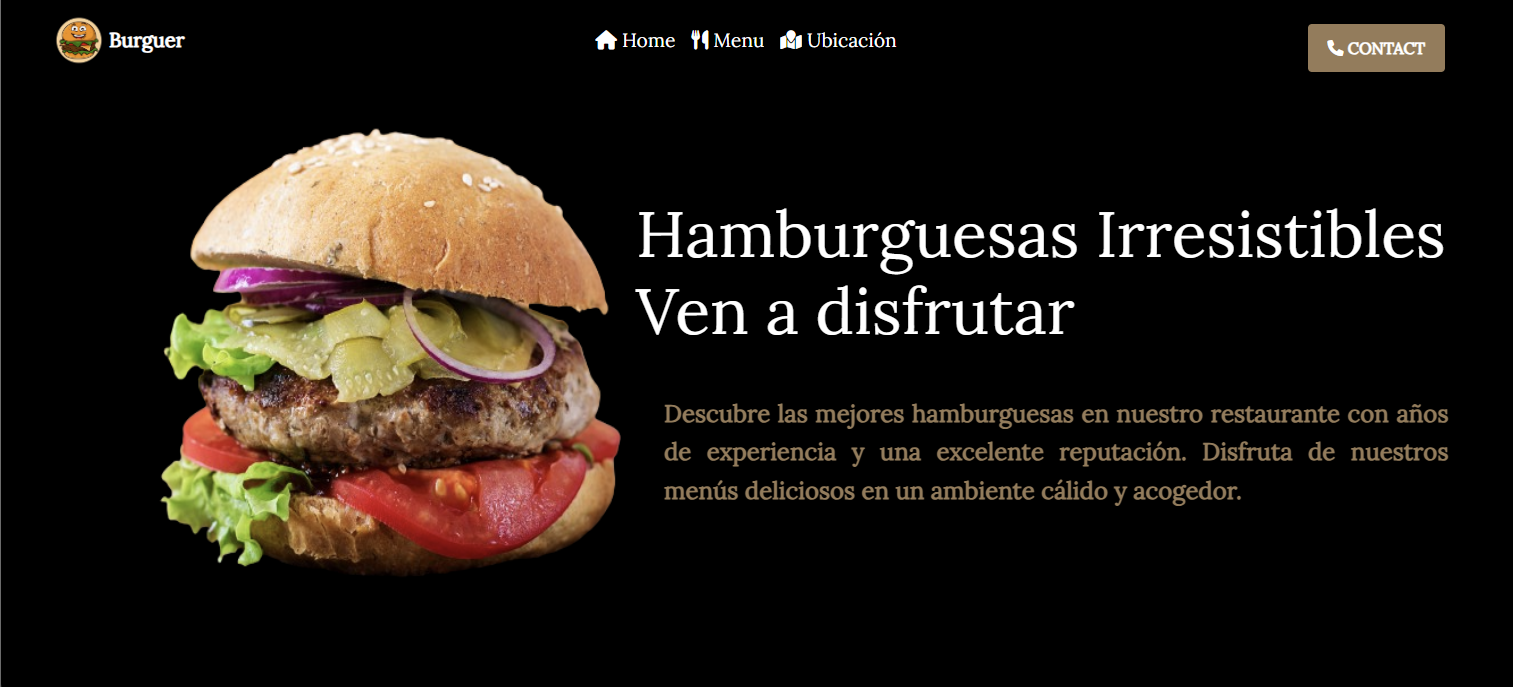 Burguer
Home Menu Ubicación
CONTACT
Hamburguesas Irresistibles
Ven a disfrutar
Descubre las mejores hamburguesas en nuestro restaurante con años
de experiencia y una excelente reputación. Disfruta de nuestros
menús deliciosos en un ambiente cálido y acogedor.